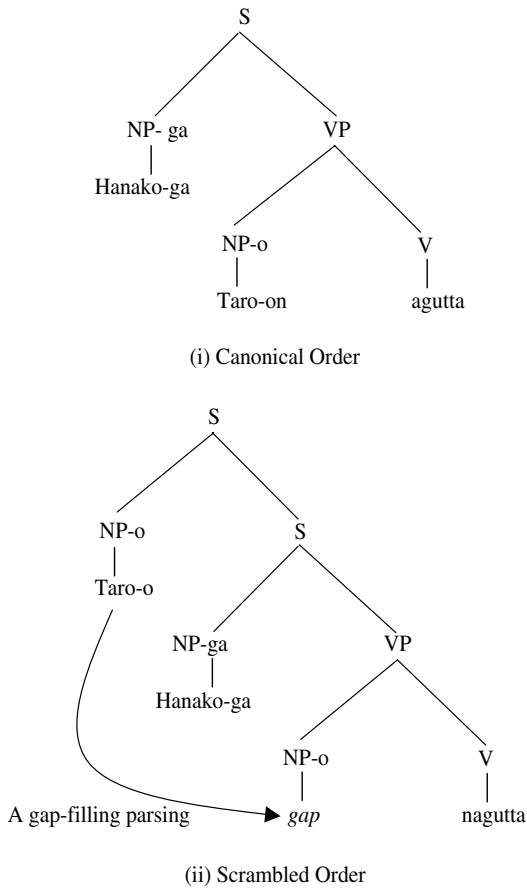 S
NP- ga VP
Hanako-ga
NP-o V
Taro-on agutta
(i) Canonical Order
S
NP-o S
Taro-o
NP-ga VP
Hanako-ga
NP-o V
A gap-filling parsing gap nagutta
(ii) Scrambled Order